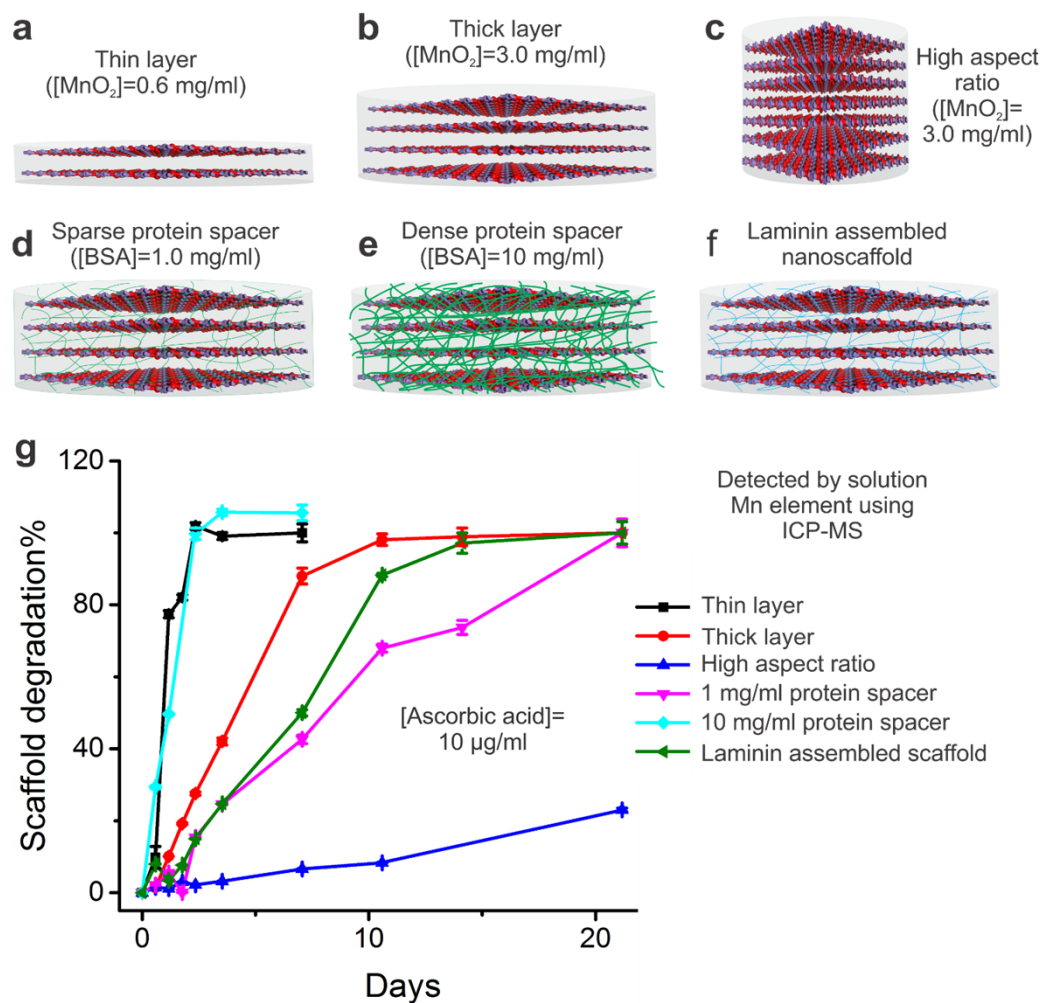 a
Thin layer
([MnO₂]=0.6 mg/ml)
b
Thick layer
([MnO₂]=3.0 mg/ml)
c
High aspect
ratio
([MnO₂]=
3.0 mg/ml)
d
Sparse protein spacer
([BSA]=1.0 mg/ml)
e
Dense protein spacer
([BSA]=10 mg/ml)
f
Laminin assembled
nanoscaffold
g
120
80
40
0
Scaffold degradation%
0
10
20
Days
[Ascorbic acid]=
10 µg/ml
Detected by solution
Mn element using
ICP-MS
Thin layer
Thick layer
High aspect ratio
1 mg/ml protein spacer
10 mg/ml protein spacer
Laminin assembled scaffold